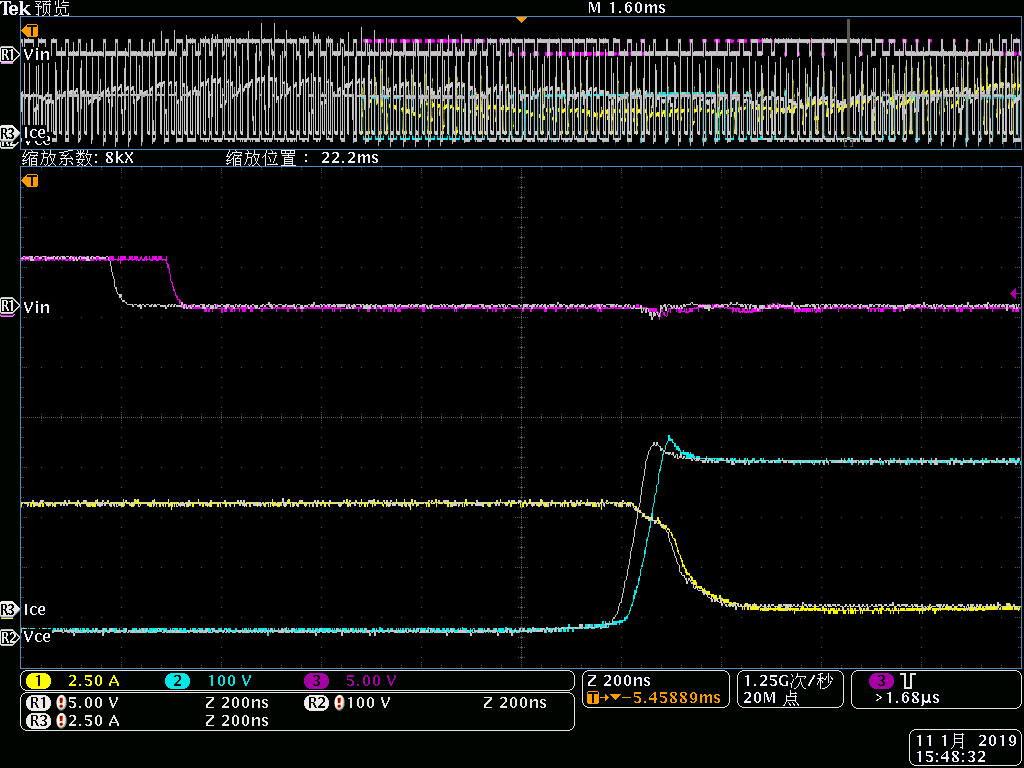 Tek 预览 M 1.60ms
T
R1 Vin
R3 Ice
R2 Vce
缩放系数: 8kX 缩放位置: 22.2ms
T
R1 Vin
R3 Ice
R2 Vce
1 2.50 A 2 100 V 3 5.00 V
R1 5.00 V Z 200ns R2 100 V Z 200ns
R3 2.50 A Z 200ns
Z 200ns
T→▼-5.45889ms
1.25G次/秒
20M 点
3
>1.68µs
11 1月 2019
15:48:32